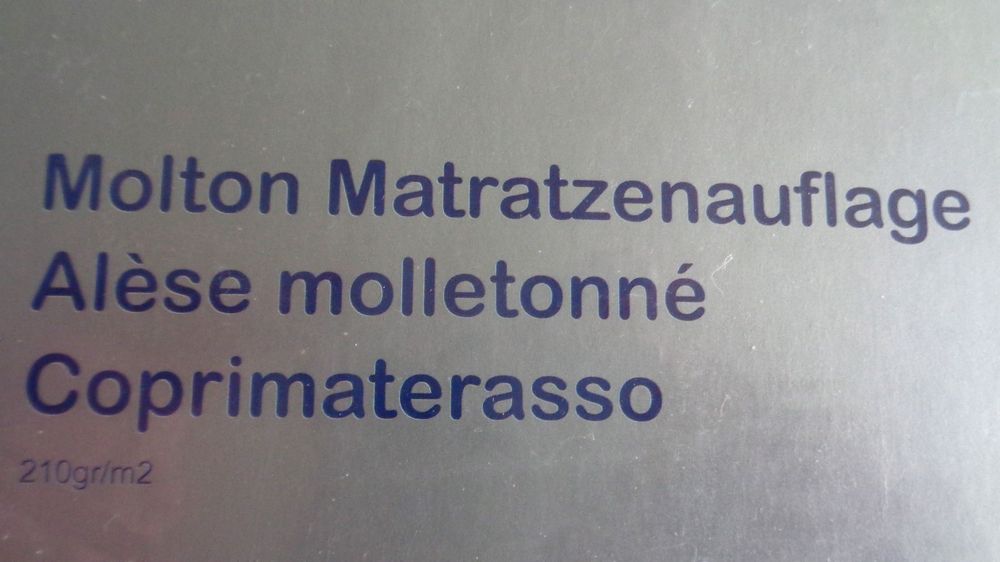 Molton Matratzenauflage
Alèse molletonné
Coprimaterasso
210gr/m2